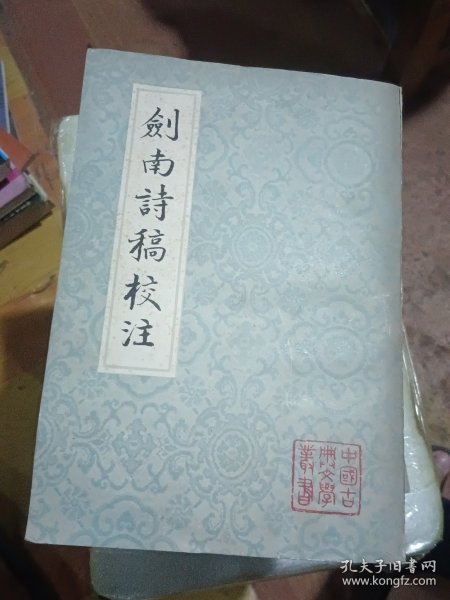 劍南詩稿校注
中國古
典文學
叢書
孔夫子旧书网
www.kongfz.com